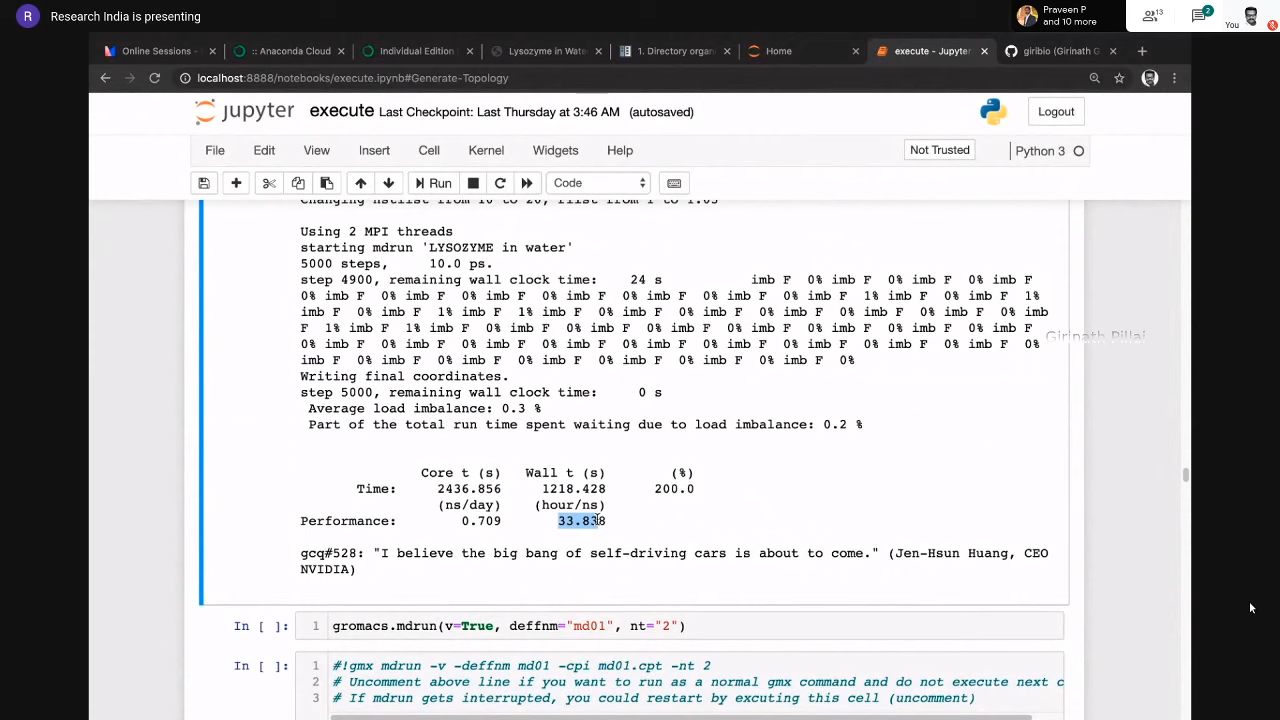 R Research India is presenting
Praveen P
and 10 more
13
2
You
Online Sessions -
:: Anaconda Cloud
Individual Edition
Lysozyme in Wate
1. Directory organ
Home
execute - Jupyter
giribio (Girinath G
localhost:8888/notebooks/execute.ipynb#Generate-Topology
jupyter execute Last Checkpoint: Last Thursday at 3:46 AM (autosaved)
Logout
File Edit View Insert Cell Kernel Widgets Help
Not Trusted
Python 3
Run
Code
Changing nstlist from 10 to 20, rlist from 1 to 1.03
Using 2 MPI threads
starting mdrun 'LYSOZYME in water'
5000 steps, 10.0 ps.
step 4900, remaining wall clock time: 24 s imb F 0% imb F 0% imb F 0% imb F
0% imb F 0% imb F 0% imb F 0% imb F 0% imb F 0% imb F 0% imb F 1% imb F 1%
imb F 0% imb F 1% imb F 1% imb F 0% imb F 0% imb F 0% imb F 0% imb F 0%
imb F 1% imb F 1% imb F 0% imb F 0% imb F 0% imb F 0% imb F 0% imb F
0% imb F 0% imb F 0% imb F 0% imb F 0% imb F 0% imb F 0% imb F 0% imb F 0%
imb F 0% imb F 0% imb F 0% imb F 0% imb F 0% imb F 0%
Girinath Pillai
Writing final coordinates.
step 5000, remaining wall clock time: 0 s
Average load imbalance: 0.3 %
Part of the total run time spent waiting due to load imbalance: 0.2 %
Core t (s) Wall t (s) (%)
Time: 2436.856 1218.428 200.0
(ns/day) (hour/ns)
Performance: 0.709 33.838
gcq#528: "I believe the big bang of self-driving cars is about to come." (Jen-Hsun Huang, CEO
NVIDIA)
In [ ]: 1 gromacs.mdrun(v=True, deffnm="md01", nt="2")
In [ ]: 1 #!gmx mdrun -v -deffnm md01 -cpi md01.cpt -nt 2
2 # Uncomment above line if you want to run as a normal gmx command and do not execute next c
3 # If mdrun gets interrupted, you could restart by excuting this cell (uncomment)